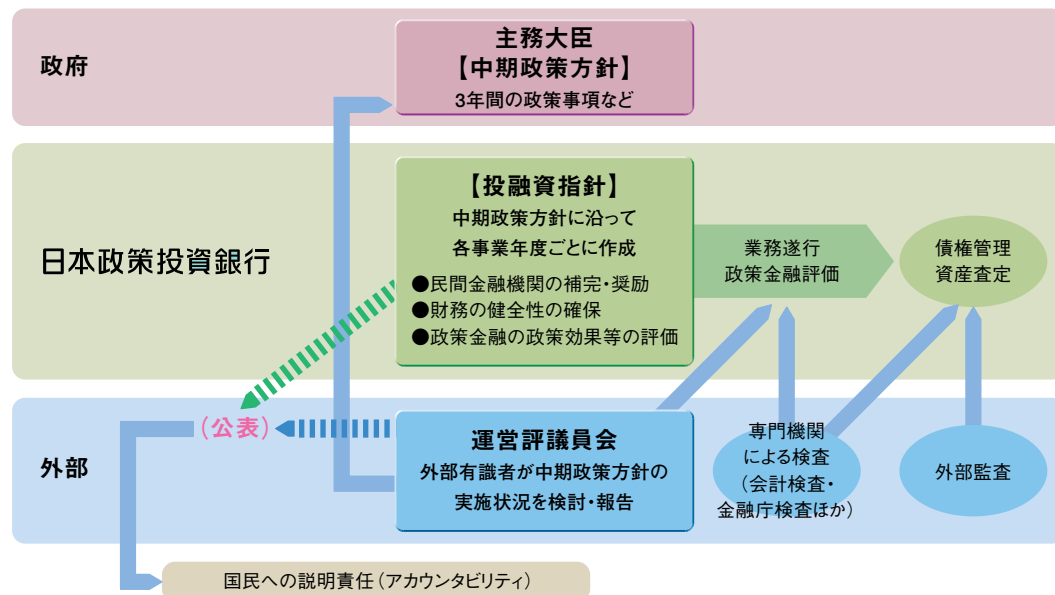 政府
主務大臣
【中期政策方針】
3年間の政策事項など
日本政策投資銀行
【投融資指針】
中期政策方針に沿って
各事業年度ごとに作成
●民間金融機関の補完・奨励
●財務の健全性の確保
●政策金融の政策効果等の評価
業務遂行
政策金融評価
債権管理
資産査定
外部
(公表)
運営評議員会
外部有識者が中期政策方針の
実施状況を検討・報告
専門機関
による検査
(会計検査・
金融庁検査ほか)
外部監査
国民への説明責任(アカウンタビリティ)